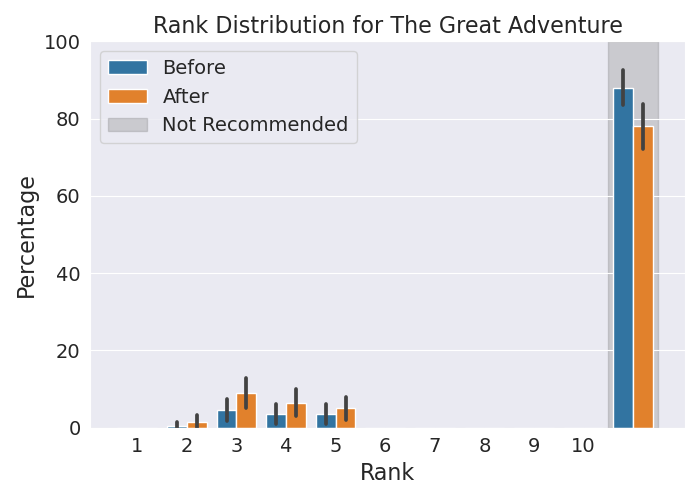 Rank Distribution for The Great Adventure
100
80
60
40
20
0
Percentage
Before
After
Not Recommended
1 2 3 4 5 6 7 8 9 10
Rank